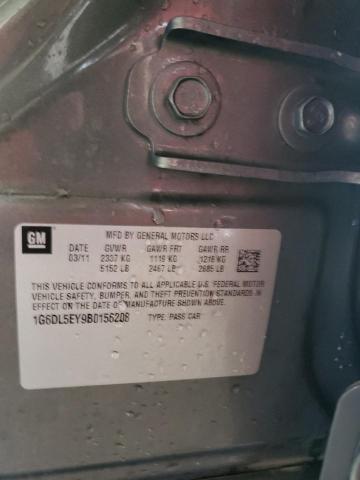 GM
MFD BY GENERAL MOTORS LLC
03/11 GVWR GAWR FRT GAWR RR
2337 KG 1119 KG 1218 KG
5152 LB 2467 LB 2685 LB
THIS VEHICLE CONFORMS TO ALL APPLICABLE U.S. FEDERAL MOTOR
VEHICLE SAFETY, BUMPER, AND THEFT PREVENTION STANDARDS IN
EFFECT ON THE DATE OF MANUFACTURE SHOWN ABOVE.
1G6DL5EY9B0156208 TYPE: PASS CAR